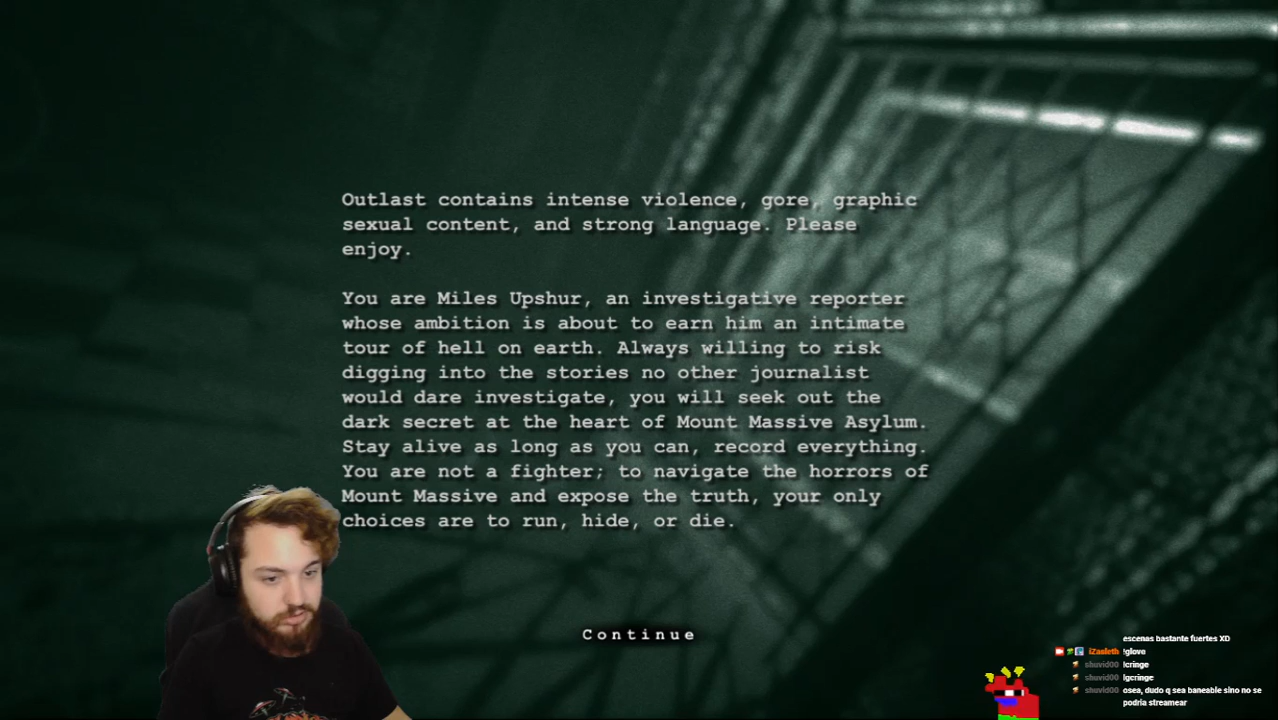 Outlast contains intense violence, gore, graphic
sexual content, and strong language. Please
enjoy.
You are Miles Upshur, an investigative reporter
whose ambition is about to earn him an intimate
tour of hell on earth. Always willing to risk
digging into the stories no other journalist
would dare investigate, you will seek out the
dark secret at the heart of Mount Massive Asylum.
Stay alive as long as you can, record everything.
You are not a fighter; to navigate the horrors of
Mount Massive and expose the truth, your only
choices are to run, hide, or die.
Continue
escenas bastante fuertes XD
iZasleth !glove
shuvid00 !cringe
shuvid00 !gcringe
shuvid00 osea, dudo q sea baneable sino no se
podria streamear